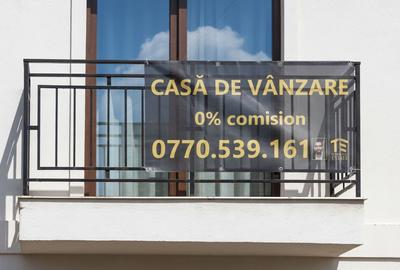 CASĂ DE VÂNZARE
0% comision
0770.539.161